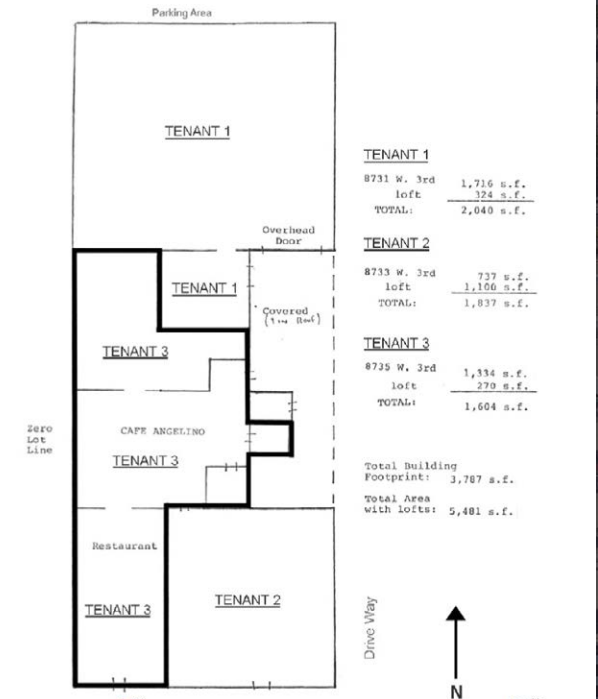 Parking Area
TENANT 1
TENANT 1
8731 W. 3rd 1,716 s.f.
loft 324 s.f.
TOTAL: 2,040 s.f.
Overhead
Door
TENANT 2
8733 W. 3rd 737 s.f.
loft 1,100 s.f.
TOTAL: 1,837 s.f.
TENANT 1
Covered
TENANT 3
TENANT 3
8735 W. 3rd 1,334 s.f.
loft 270 s.f.
TOTAL: 1,604 s.f.
Zero
Lot
Line
CAFE ANGELINO
TENANT 3
Total Building
Footprint: 3,787 s.f.
Total Area
with lofts: 5,481 s.f.
Restaurant
TENANT 3
TENANT 2
Drive Way
N